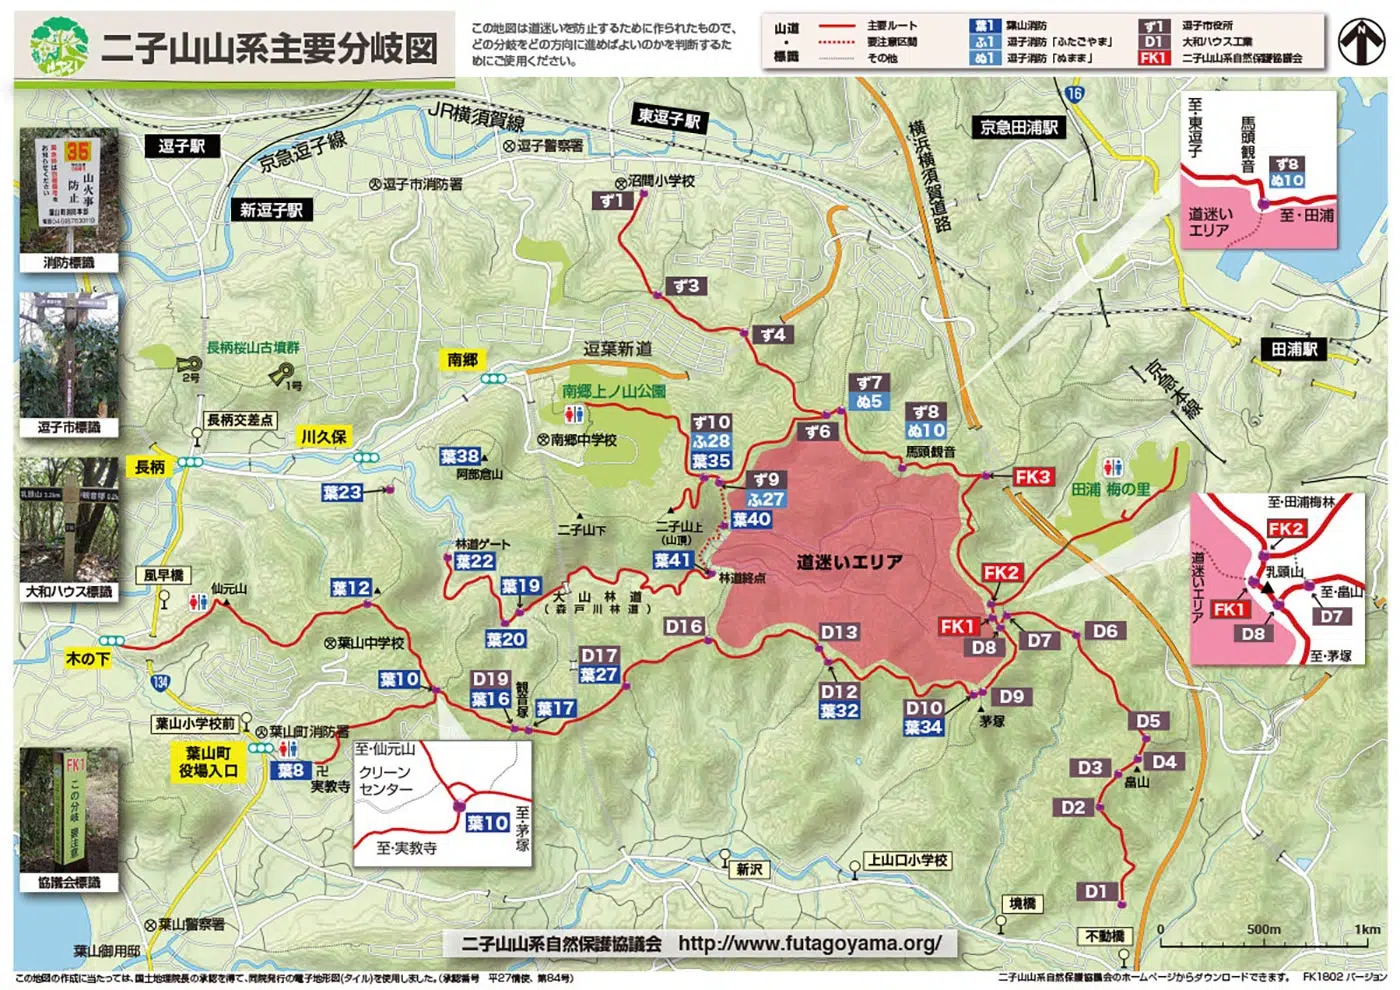 二子山山系主要分岐図
この地図は道迷いを防止するために作られたもので、
どの分岐をどの方向に進めばよいのかを判断するた
めにご使用ください。
山道・標識
主要ルート
要注意区間
その他
葉1 葉山消防
ふ1 逗子消防「ふたごやま」
ぬ1 逗子消防「ぬまま」
ず1 逗子市役所
D1 大和ハウス工業
FK1 二子山山系自然保護協議会
N
35
山火事防止
葉山町消防本部
消防標識
逗子市標識
大和ハウス標識
FK1
この分岐 要注意
協議会標識
逗子駅
京急逗子線
JR横須賀線
東逗子駅
逗子警察署
逗子市消防署
新逗子駅
沼間小学校
ず1
ず3
ず4
横浜横須賀道路
京急田浦駅
16
至・東逗子
馬頭観音
ず8
ぬ10
道迷い
エリア
至・田浦
田浦駅
京急本線
長柄桜山古墳群
2号
1号
南郷
逗葉新道
南郷上ノ山公園
南郷中学校
長柄交差点
川久保
長柄
葉38
阿部倉山
葉23
ず10
ふ28
葉35
ず6
ず7
ぬ5
ず8
ぬ10
馬頭観音
FK3
田浦 梅の里
ず9
ふ27
葉40
二子山下
二子山上
(山頂)
葉41
林道終点
道迷いエリア
林道ゲート
葉22
葉19
葉20
大山林道
(森戸川林道)
風早橋
仙元山
葉12
葉山中学校
木の下
134
葉10
D19
葉16
観音塚
葉17
D17
葉27
D16
D13
D12
葉32
D10
葉34
D9
茅塚
FK2
FK1
D8
D7
D6
D5
D4
D3
畠山
D2
D1
至・田浦梅林
FK2
乳頭山
道迷いエリア
FK1
D8
至・畠山
D7
至・茅塚
葉山小学校前
葉山町消防署
葉山町
役場入口
葉8
実教寺
至・仙元山
クリーン
センター
葉10
至・茅塚
至・実教寺
新沢
上山口小学校
境橋
不動橋
葉山警察署
葉山御用邸
二子山山系自然保護協議会 http://www.futagoyama.org/
0 500m 1km
この地図の作成に当たっては、国土地理院長の承認を得て、同院発行の電子地形図(タイル)を使用しました。(承認番号 平27情使、第84号)
二子山山系自然保護協議会のホームページからダウンロードできます。 FK1802 バージョン